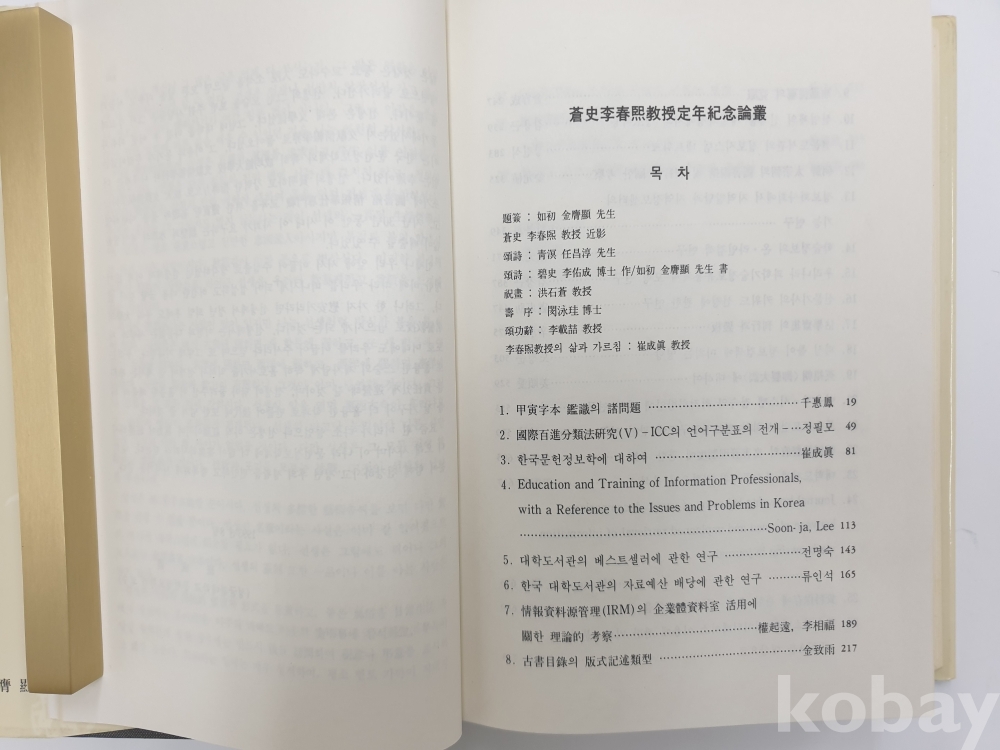 蒼史李春熙教授定年紀念論叢
목 차
題簽 : 如初 金膺顯 先生
蒼史 李春熙 教授 近影
頌詩 : 靑溟 任昌淳 先生
頌詩 : 碧史 李佑成 博士 作/如初 金膺顯 先生 書
祝畫 : 洪石蒼 教授
壽 序 : 閔泳珪 博士
頌功辭 : 李載喆 教授
李春熙教授의 삶과 가르침 : 崔成眞 教授
1. 甲寅字本 鑑識의 諸問題 ……………………………………千惠鳳 19
2. 國際百進分類法硏究(V)－ICC의 언어구분표의 전개－…정필모 49
3. 한국문헌정보학에 대하여 ……………………………………崔成眞 81
4. Education and Training of Information Professionals,
with a Reference to the Issues and Problems in Korea
………………………………………………………………Soon- ja, Lee 113
5. 대학도서관의 베스트셀러에 관한 연구 …………………전명숙 143
6. 한국 대학도서관의 자료예산 배당에 관한 연구 ………류인석 165
7. 情報資料源管理(IRM)의 企業體資料室 活用에
關한 理論的 考察…………………………………權起遠, 李相福 189
8. 古書目錄의 版式記述類型 …………………………………金致雨 217
膺 顯
kobay